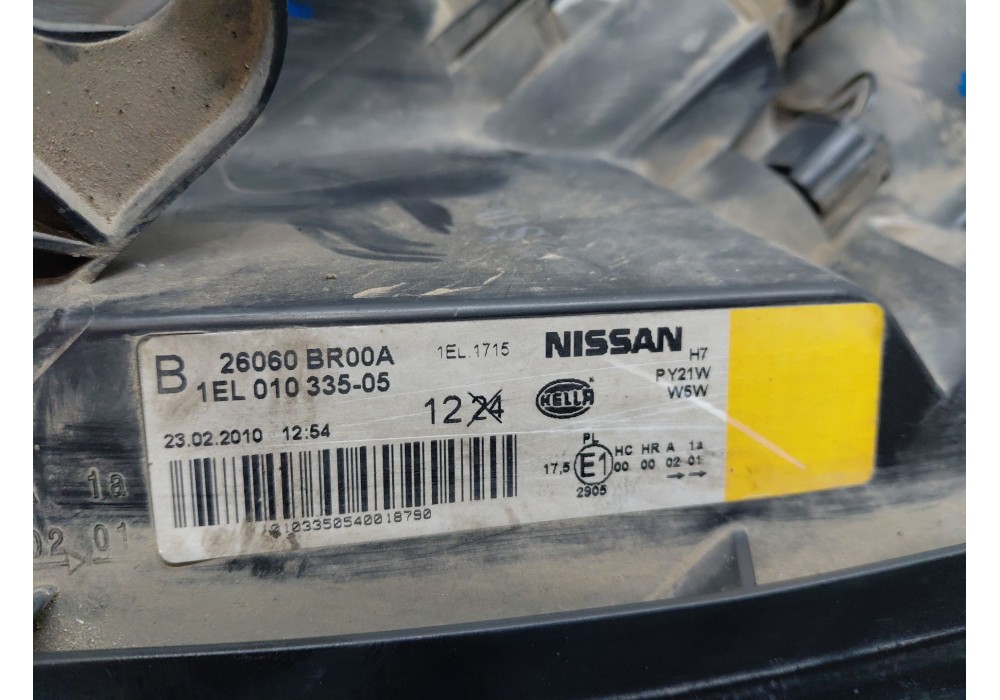 B 26060 BR00A 1EL.1715 NISSAN H7
1EL 010 335-05 PY21W
W5W
12 24 HELLA
23.02.2010 12:54
PL
HC HR A 1a
17,5 E1 00 00 02 01
2905
0103350540018790
1a
02 01